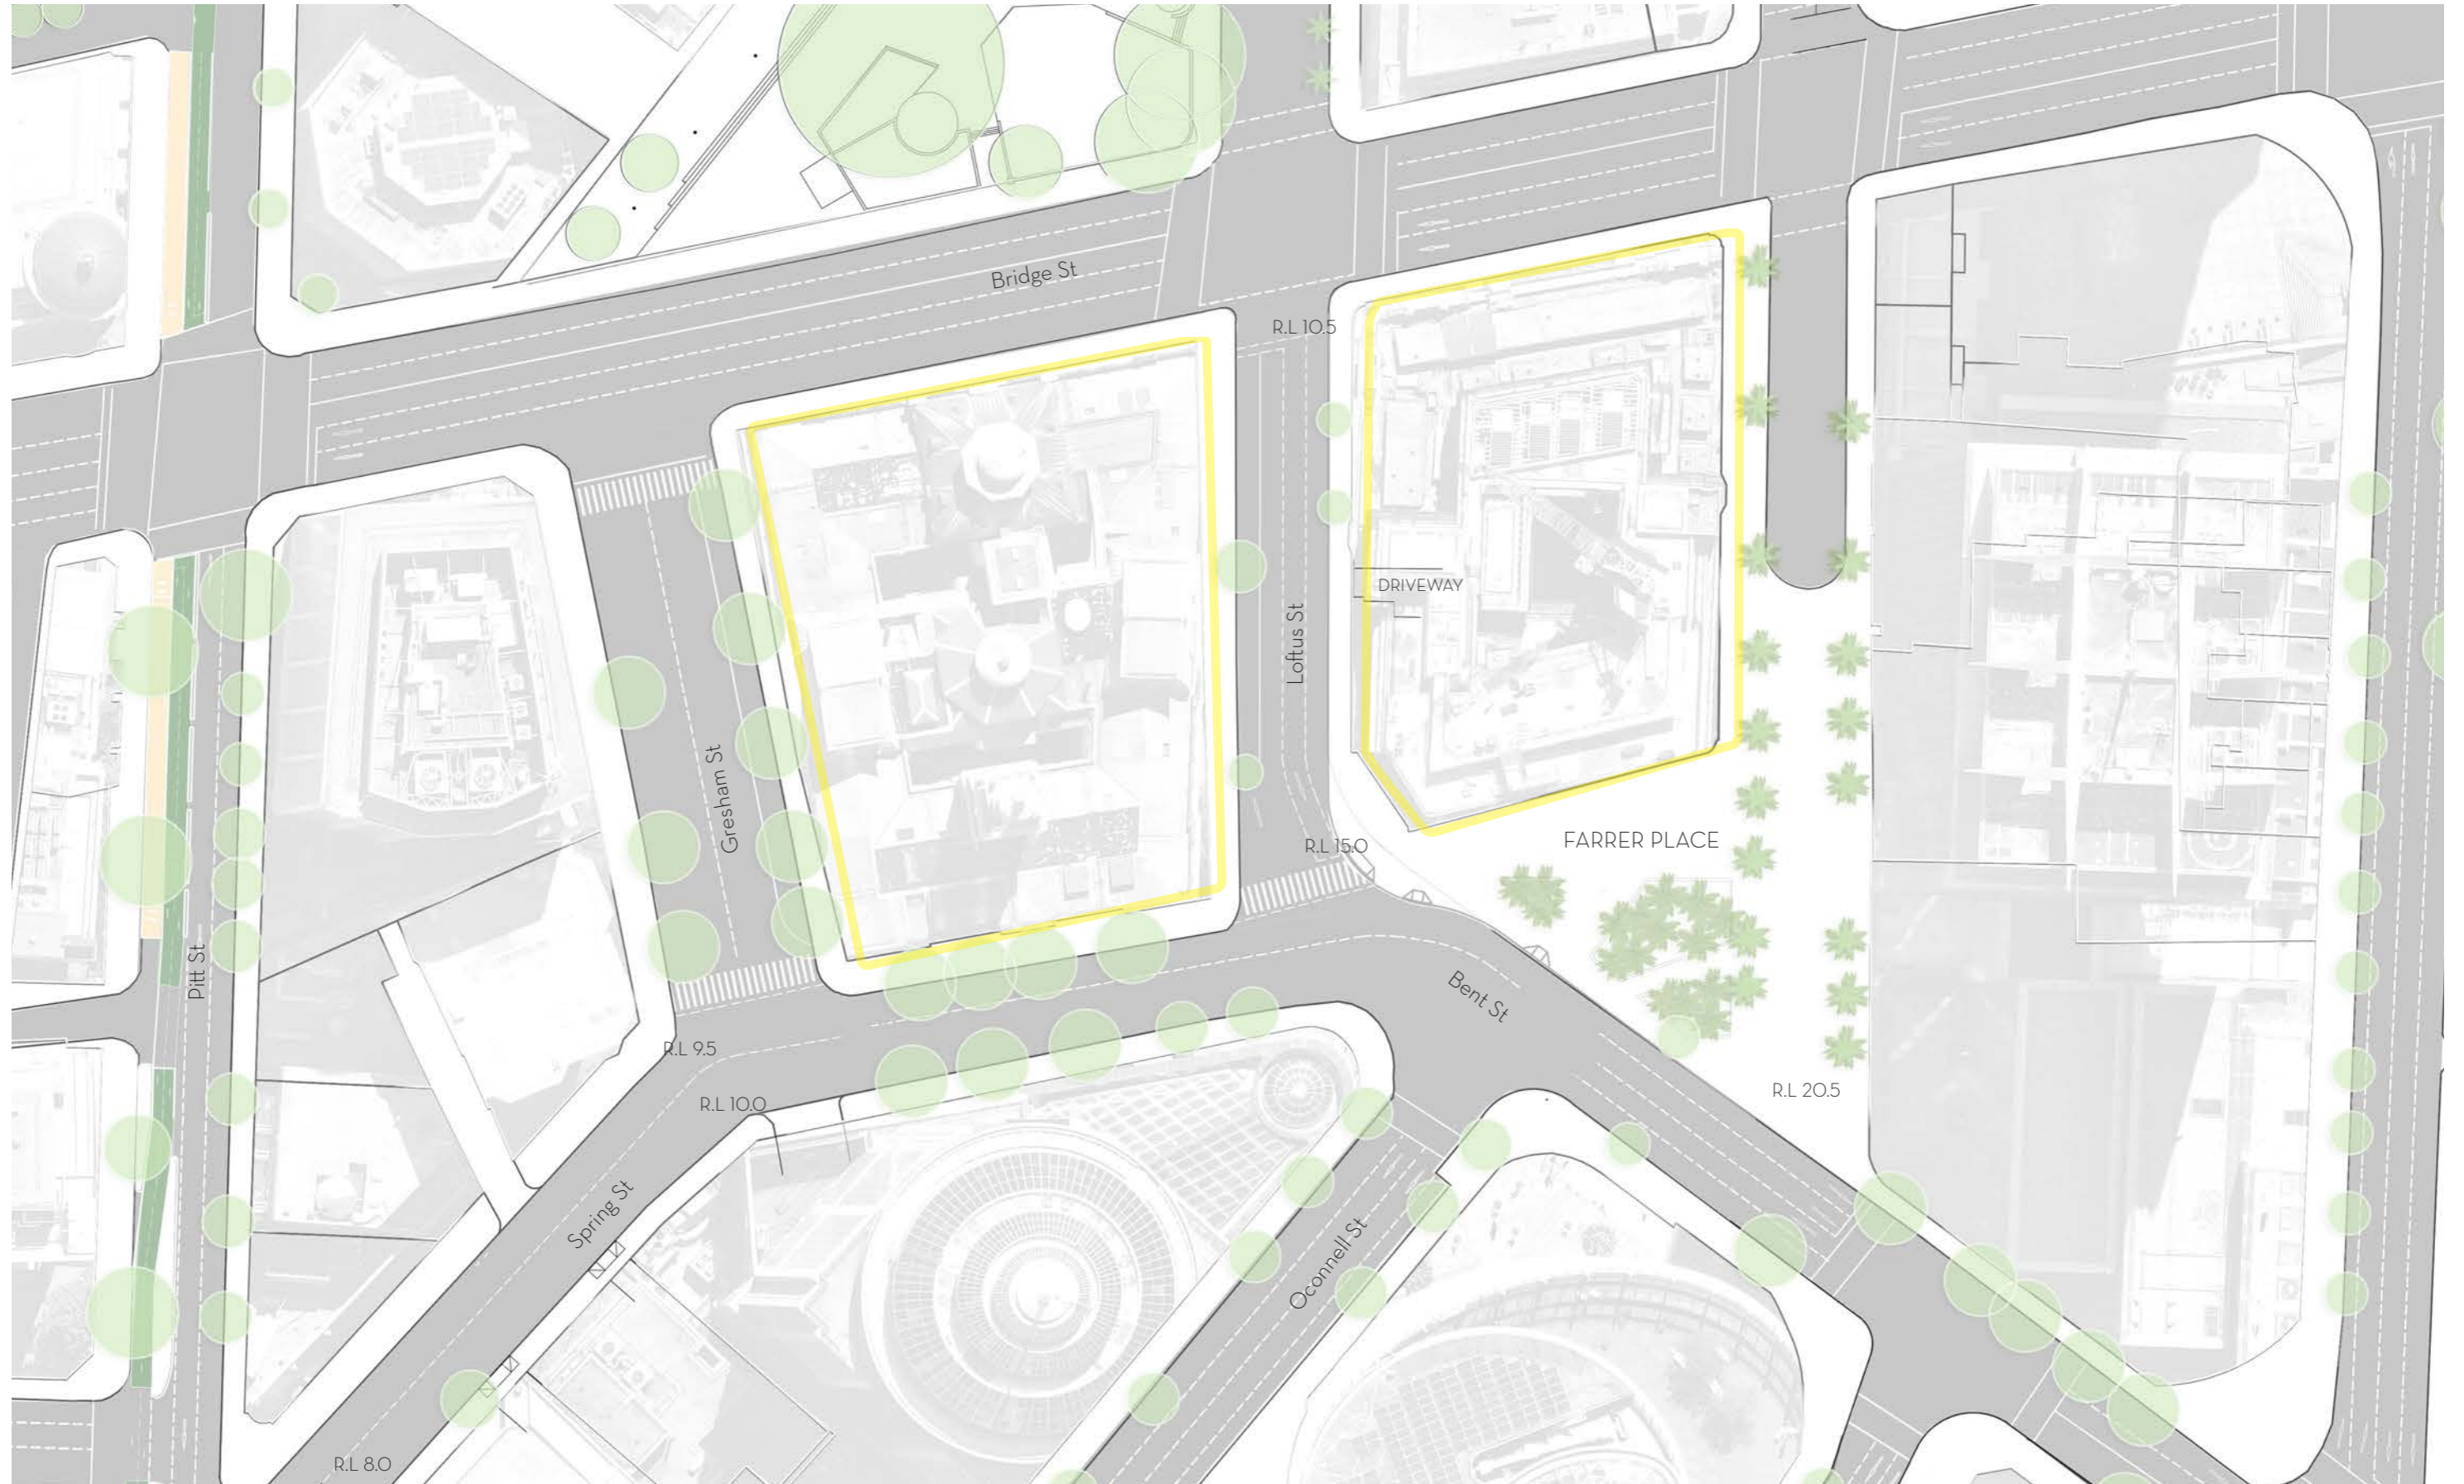 Bridge St
R.L 10.5
DRIVEWAY
Loftus St
Gresham St
R.L 15.0
FARRER PLACE
Pitt St
Bent St
R.L 9.5
R.L 20.5
R.L 10.0
Spring St
Oconnell St
R.L 8.0